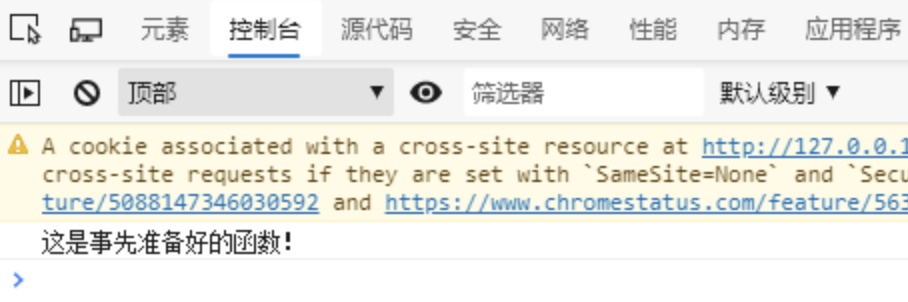 元素 控制台 源代码 安全 网络 性能 内存 应用程序
顶部 ▼ 筛选器 默认级别 ▼
A cookie associated with a cross-site resource at http://127.0.0.1
cross-site requests if they are set with `SameSite=None` and `Secu
ture/5088147346030592 and https://www.chromestatus.com/feature/563
这是事先准备好的函数!
>